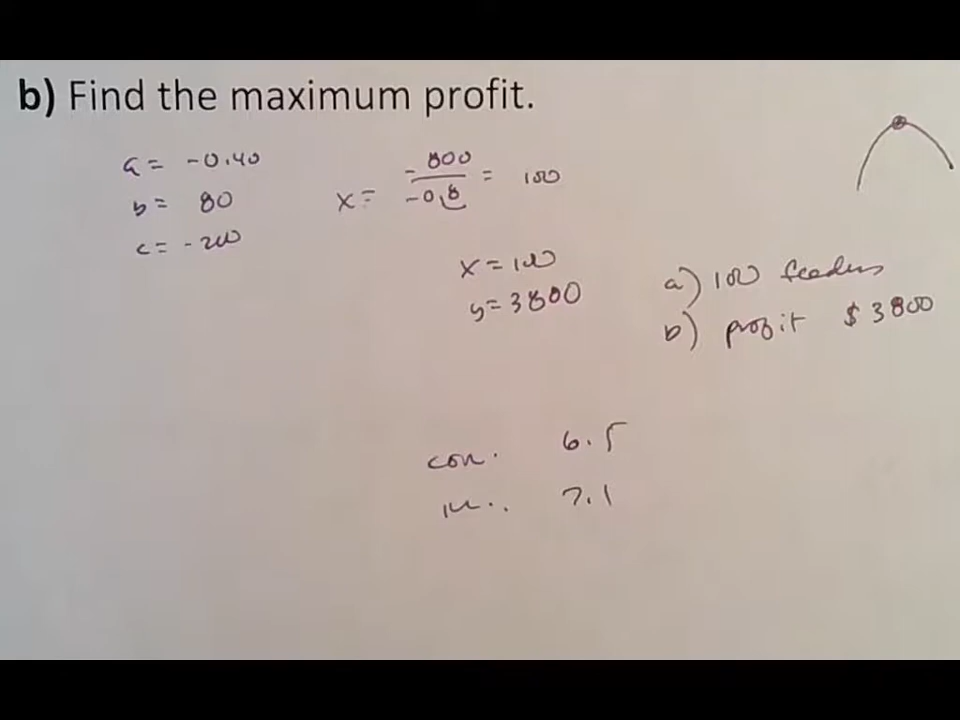 b) Find the maximum profit.
a = -0.40
b = 80
c = -200
x = -800 / -0.8 = 100
x = 100
y = 3800
a) 100 feeders
b) profit $3800
con. 6.5
7.1